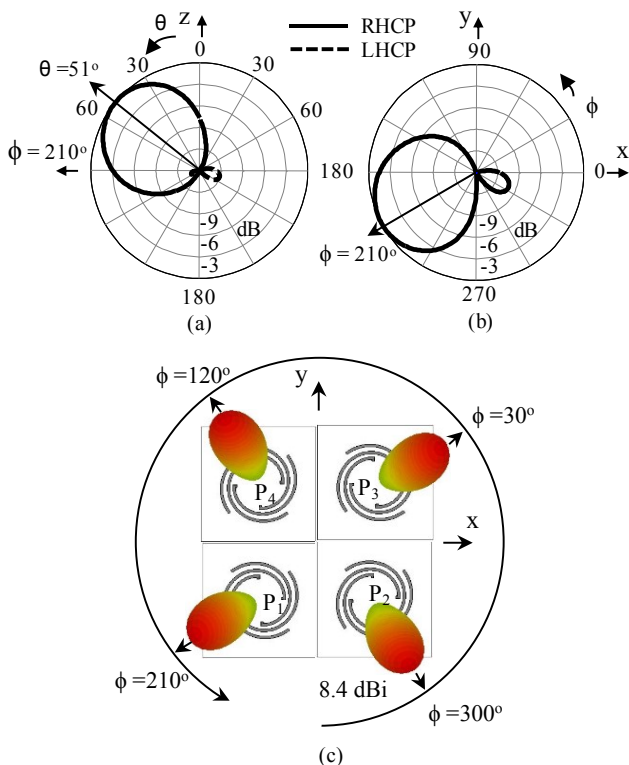 RHCP
LHCP
z
θ
0
30
30
θ =51°
60
60
ϕ = 210°
-9
-6
dB
-3
180
(a)
y
90
ϕ
x
180
0
-9
-6
dB
-3
ϕ = 210°
270
(b)
ϕ =120°
y
ϕ =30°
P4
P3
x
P1
P2
ϕ =210°
8.4 dBi
ϕ =300°
(c)